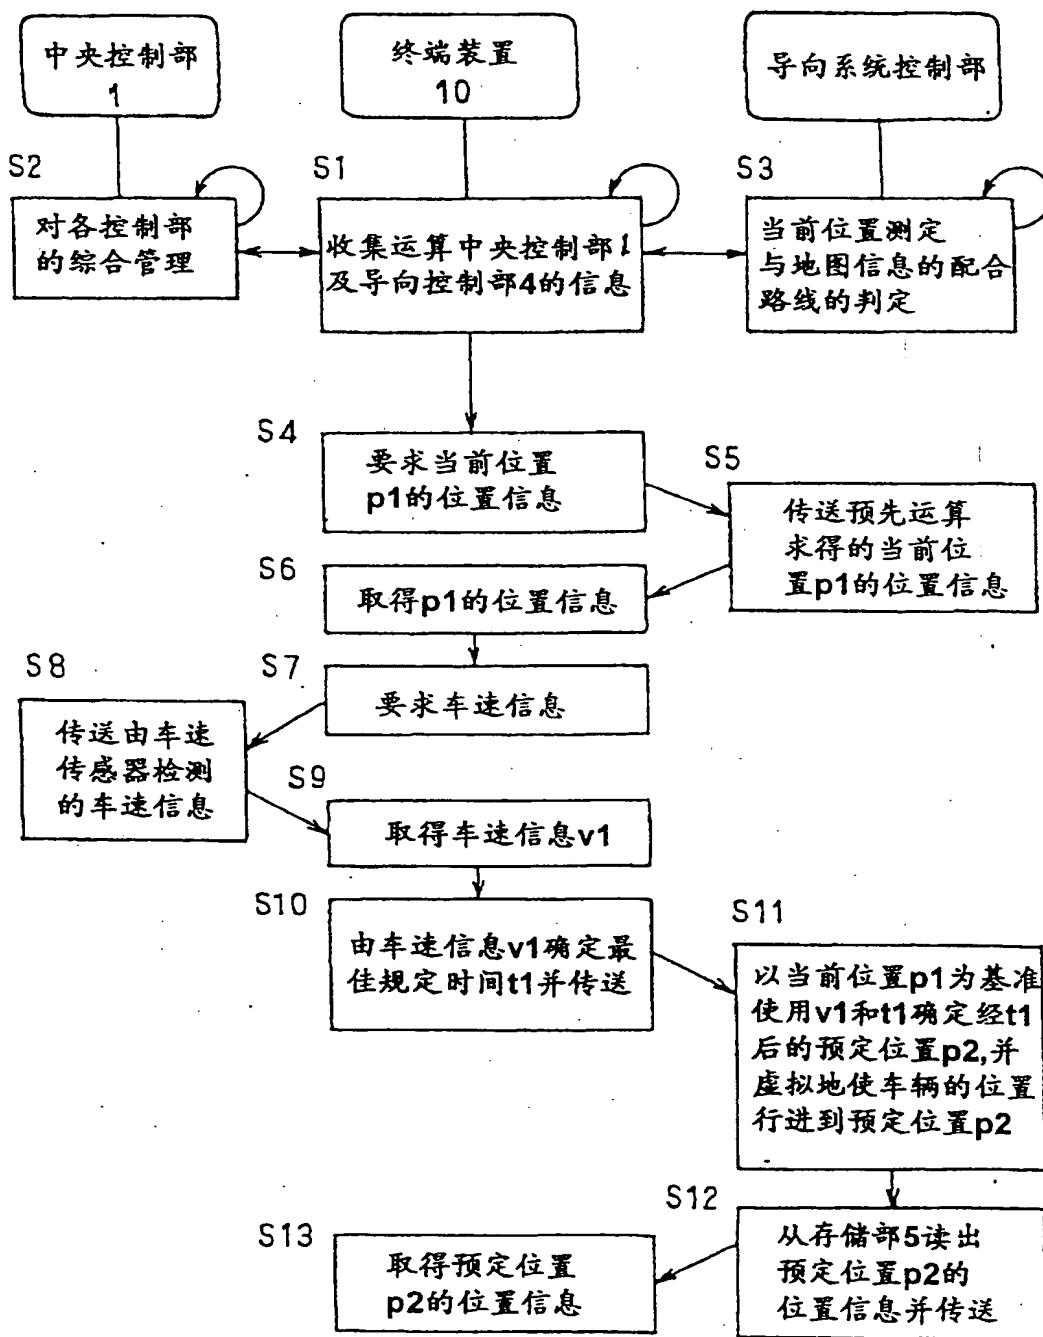 中央控制部
1
终端装置
10
导向系统控制部
S2
对各控制部
的综合管理
S1
收集运算中央控制部1
及导向控制部4的信息
S3
当前位置测定
与地图信息的配合
路线的判定
S4
要求当前位置
p1的位置信息
S5
传送预先运算
求得的当前位
置p1的位置信息
S6
取得p1的位置信息
S7
要求车速信息
S8
传送由车速
传感器检测
的车速信息
S9
取得车速信息v1
S10
由车速信息v1确定最
佳规定时间t1并传送
S11
以当前位置p1为基准
使用v1和t1确定经t1
后的预定位置p2,并
虚拟地使车辆的位置
行进到预定位置p2
S12
从存储部5读出
预定位置p2的
位置信息并传送
S13
取得预定位置
p2的位置信息